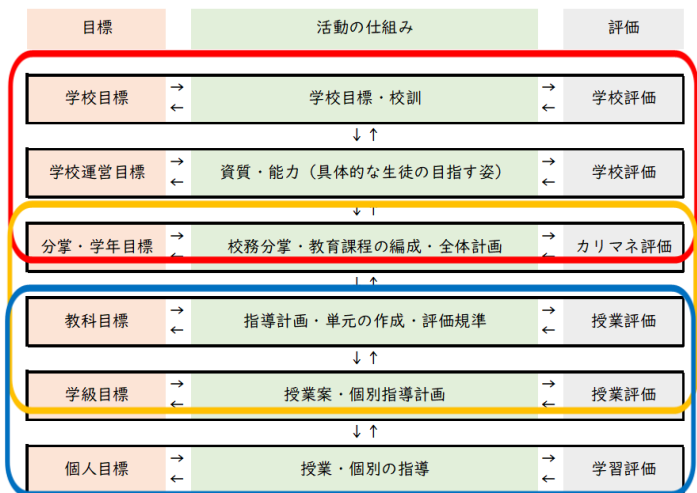 目標 活動の仕組み 評価
学校目標 → ← 学校目標・校訓 → ← 学校評価
↓ ↑
学校運営目標 → ← 資質・能力（具体的な生徒の目指す姿） → ← 学校評価
↓ ↑
分掌・学年目標 → ← 校務分掌・教育課程の編成・全体計画 → ← カリマネ評価
↓ ↑
教科目標 → ← 指導計画・単元の作成・評価規準 → ← 授業評価
↓ ↑
学級目標 → ← 授業案・個別指導計画 → ← 授業評価
↓ ↑
個人目標 → ← 授業・個別の指導 → ← 学習評価